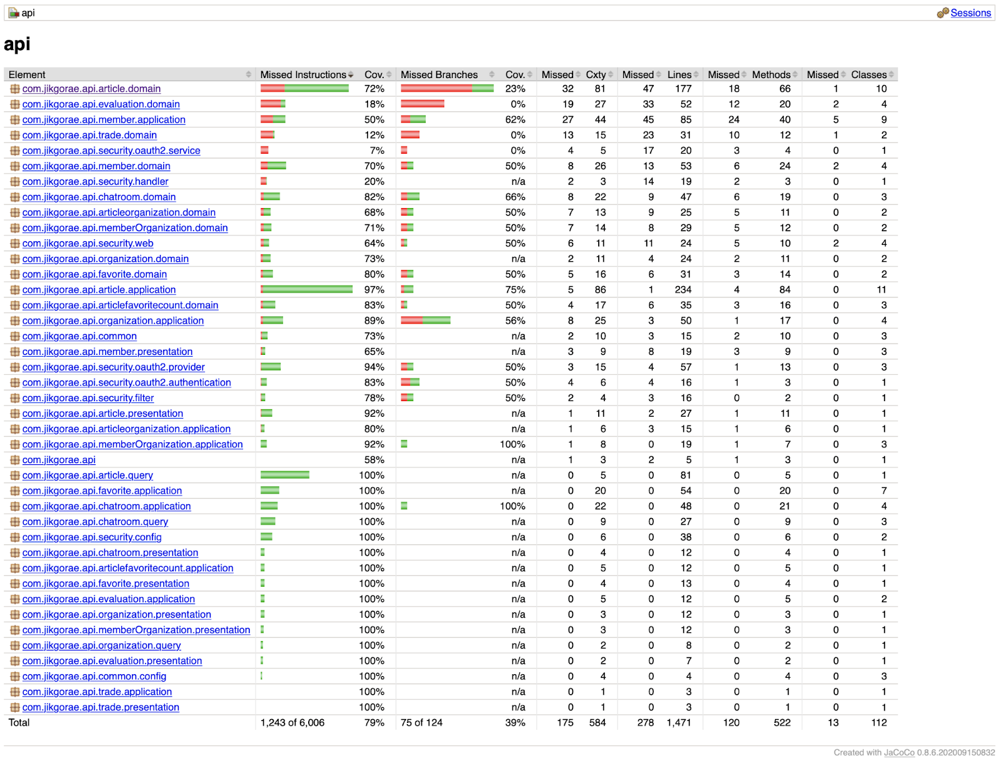 api Sessions
api
Element Missed Instructions Cov. Missed Branches Cov. Missed Cxty Missed Lines Missed Methods Missed Classes
com.jikgorae.api.article.domain 72% 23% 32 81 47 177 18 66 1 10
com.jikgorae.api.evaluation.domain 18% 0% 19 27 33 52 12 20 2 4
com.jikgorae.api.member.application 50% 62% 27 44 45 85 24 40 5 9
com.jikgorae.api.trade.domain 12% 0% 13 15 23 31 10 12 1 2
com.jikgorae.api.security.oauth2.service 7% 0% 4 5 17 20 3 4 0 1
com.jikgorae.api.member.domain 70% 50% 8 26 13 53 6 24 2 4
com.jikgorae.api.security.handler 20% n/a 2 3 14 19 2 3 0 1
com.jikgorae.api.chatroom.domain 82% 66% 8 22 9 47 6 19 0 3
com.jikgorae.api.articleorganization.domain 68% 50% 7 13 9 25 5 11 0 2
com.jikgorae.api.memberOrganization.domain 71% 50% 7 14 8 29 5 12 0 2
com.jikgorae.api.security.web 64% 50% 6 11 11 24 5 10 2 4
com.jikgorae.api.organization.domain 73% n/a 2 11 4 24 2 11 0 2
com.jikgorae.api.favorite.domain 80% 50% 5 16 6 31 3 14 0 2
com.jikgorae.api.article.application 97% 75% 5 86 1 234 4 84 0 11
com.jikgorae.api.articlefavoritecount.domain 83% 50% 4 17 6 35 3 16 0 3
com.jikgorae.api.organization.application 89% 56% 8 25 3 50 1 17 0 4
com.jikgorae.api.common 73% n/a 2 10 3 15 2 10 0 3
com.jikgorae.api.member.presentation 65% n/a 3 9 8 19 3 9 0 3
com.jikgorae.api.security.oauth2.provider 94% 50% 3 15 4 57 1 13 0 3
com.jikgorae.api.security.oauth2.authentication 83% 50% 4 6 4 16 1 3 0 1
com.jikgorae.api.security.filter 78% 50% 2 4 3 16 0 2 0 1
com.jikgorae.api.article.presentation 92% n/a 1 11 2 27 1 11 0 1
com.jikgorae.api.articleorganization.application 80% n/a 1 6 3 15 1 6 0 1
com.jikgorae.api.memberOrganization.application 92% 100% 1 8 0 19 1 7 0 3
com.jikgorae.api 58% n/a 1 3 2 5 1 3 0 1
com.jikgorae.api.article.query 100% n/a 0 5 0 81 0 5 0 1
com.jikgorae.api.favorite.application 100% n/a 0 20 0 54 0 20 0 7
com.jikgorae.api.chatroom.application 100% 100% 0 22 0 48 0 21 0 4
com.jikgorae.api.chatroom.query 100% n/a 0 9 0 27 0 9 0 3
com.jikgorae.api.security.config 100% n/a 0 6 0 38 0 6 0 2
com.jikgorae.api.chatroom.presentation 100% n/a 0 4 0 12 0 4 0 1
com.jikgorae.api.articlefavoritecount.application 100% n/a 0 5 0 12 0 5 0 1
com.jikgorae.api.favorite.presentation 100% n/a 0 4 0 13 0 4 0 1
com.jikgorae.api.evaluation.application 100% n/a 0 5 0 12 0 5 0 2
com.jikgorae.api.organization.presentation 100% n/a 0 3 0 12 0 3 0 1
com.jikgorae.api.memberOrganization.presentation 100% n/a 0 3 0 12 0 3 0 1
com.jikgorae.api.organization.query 100% n/a 0 2 0 8 0 2 0 1
com.jikgorae.api.evaluation.presentation 100% n/a 0 2 0 7 0 2 0 1
com.jikgorae.api.common.config 100% n/a 0 4 0 4 0 4 0 3
com.jikgorae.api.trade.application 100% n/a 0 1 0 3 0 1 0 1
com.jikgorae.api.trade.presentation 100% n/a 0 1 0 3 0 1 0 1
Total 1,243 of 6,006 79% 75 of 124 39% 175 584 278 1,471 120 522 13 112
Created with JaCoCo 0.8.6.202009150832